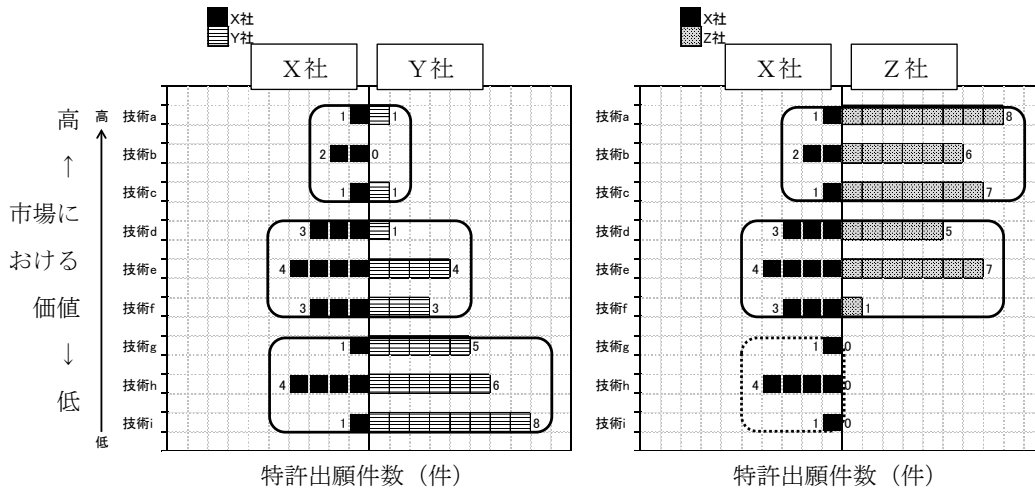 X社
Y社
X社
Y社
高
↑
市場に
おける
価値
↓
低
高
低
技術a
1
1
技術b
2
0
技術c
1
1
技術d
3
1
技術e
4
4
技術f
3
3
技術g
1
5
技術h
4
6
技術i
1
8
特許出願件数（件）
X社
Z社
X社
Z社
技術a
1
8
技術b
2
6
技術c
1
7
技術d
3
5
技術e
4
7
技術f
3
1
技術g
1
0
技術h
4
0
技術i
1
0
特許出願件数（件）